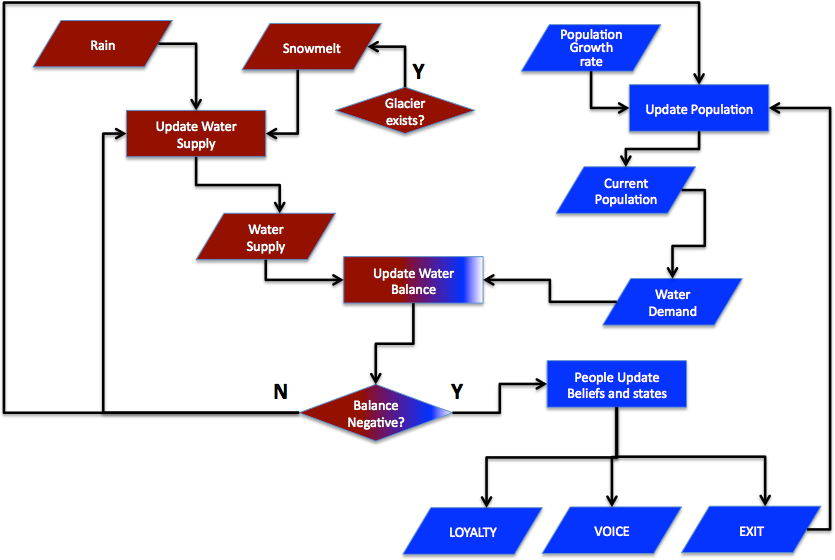 Rain
Snowmelt
Y
Glacier
exists?
Population
Growth
rate
Update Population
Update Water
Supply
Current
Population
Water
Supply
Update Water
Balance
Water
Demand
N
Balance
Negative?
Y
People Update
Beliefs and states
LOYALTY
VOICE
EXIT